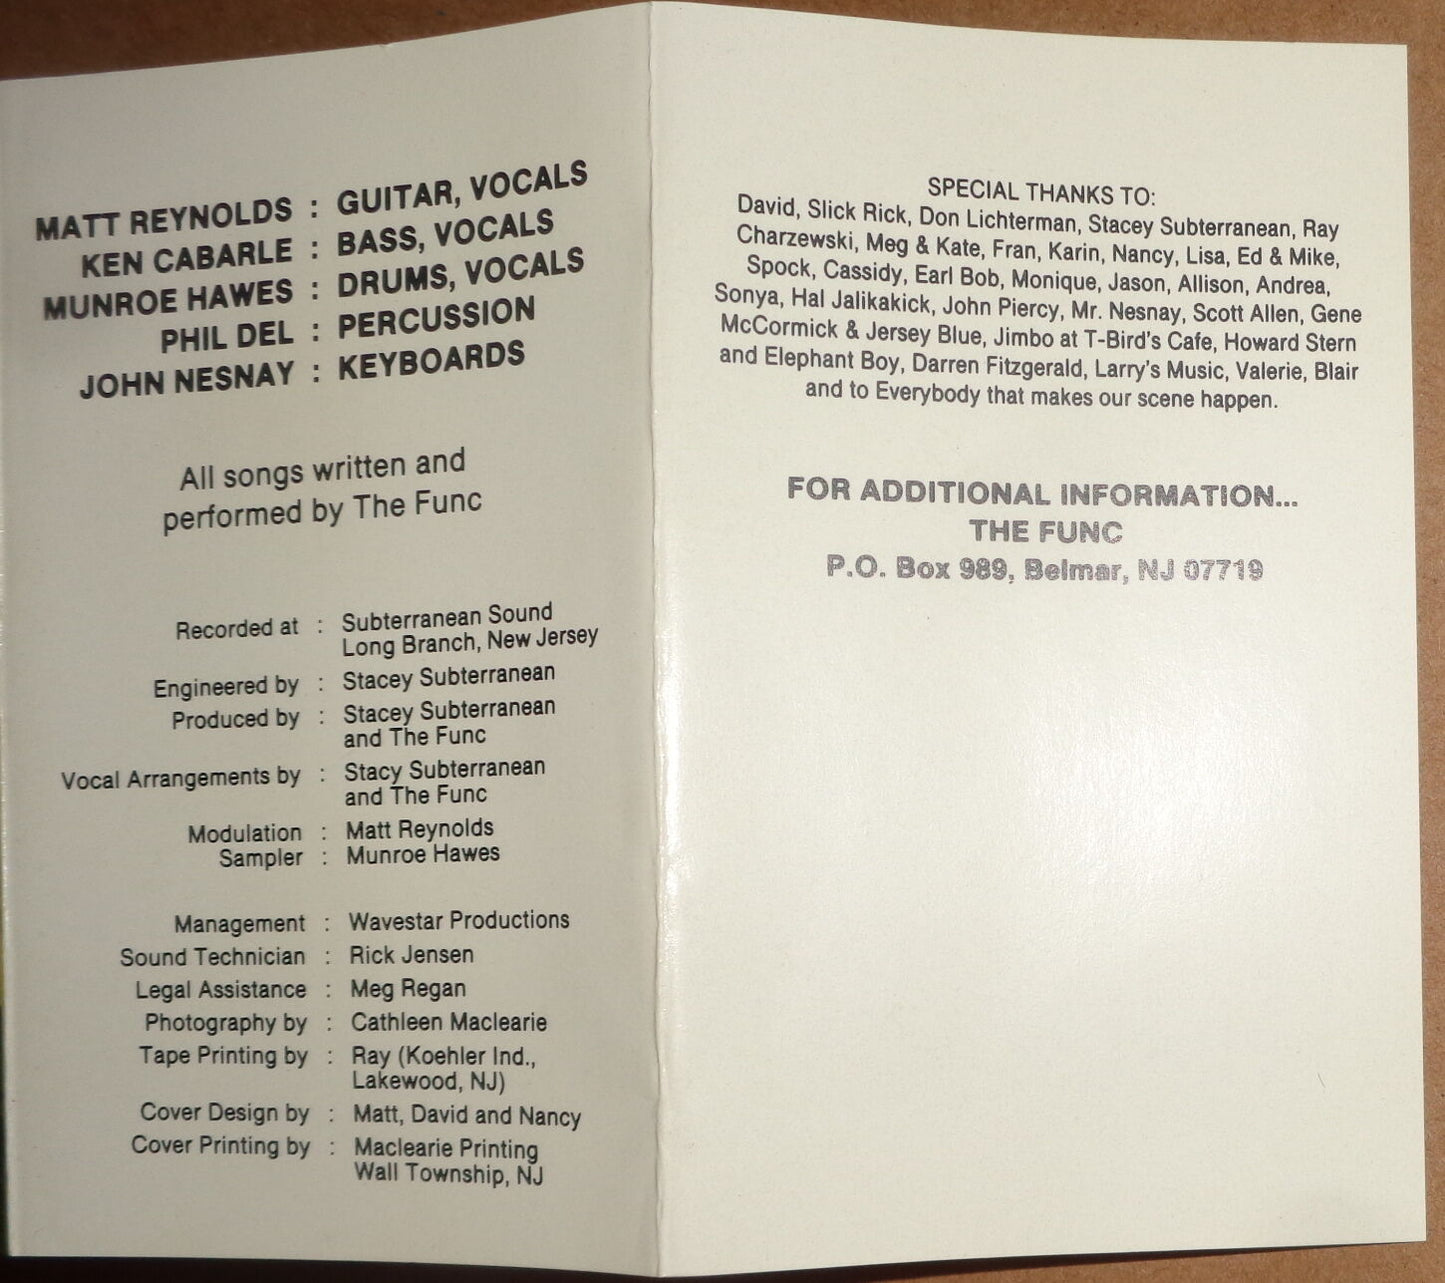 MATT REYNOLDS : GUITAR, VOCALS
KEN CABARLE : BASS, VOCALS
MUNROE HAWES : DRUMS, VOCALS
PHIL DEL : PERCUSSION
JOHN NESNAY : KEYBOARDS
All songs written and
performed by The Func
Recorded at : Subterranean Sound
Long Branch, New Jersey
Engineered by : Stacey Subterranean
Produced by : Stacey Subterranean
and The Func
Vocal Arrangements by : Stacy Subterranean
and The Func
Modulation : Matt Reynolds
Sampler : Munroe Hawes
Management : Wavestar Productions
Sound Technician : Rick Jensen
Legal Assistance : Meg Regan
Photography by : Cathleen Maclearie
Tape Printing by : Ray (Koehler Ind.,
Lakewood, NJ)
Cover Design by : Matt, David and Nancy
Cover Printing by : Maclearie Printing
Wall Township, NJ
SPECIAL THANKS TO:
David, Slick Rick, Don Lichterman, Stacey Subterranean, Ray
Charzewski, Meg & Kate, Fran, Karin, Nancy, Lisa, Ed & Mike,
Spock, Cassidy, Earl Bob, Monique, Jason, Allison, Andrea,
Sonya, Hal Jalikakick, John Piercy, Mr. Nesnay, Scott Allen, Gene
McCormick & Jersey Blue, Jimbo at T-Bird's Cafe, Howard Stern
and Elephant Boy, Darren Fitzgerald, Larry's Music, Valerie, Blair
and to Everybody that makes our scene happen.
FOR ADDITIONAL INFORMATION...
THE FUNC
P.O. Box 989, Belmar, NJ 07719